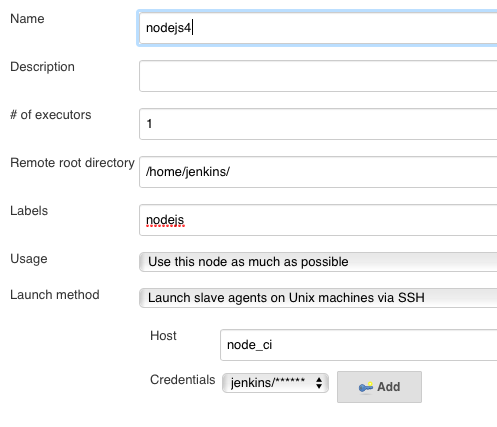 Name nodejs4
Description
# of executors 1
Remote root directory /home/jenkins/
Labels nodejs
Usage Use this node as much as possible
Launch method Launch slave agents on Unix machines via SSH
Host node_ci
Credentials jenkins/****** Add